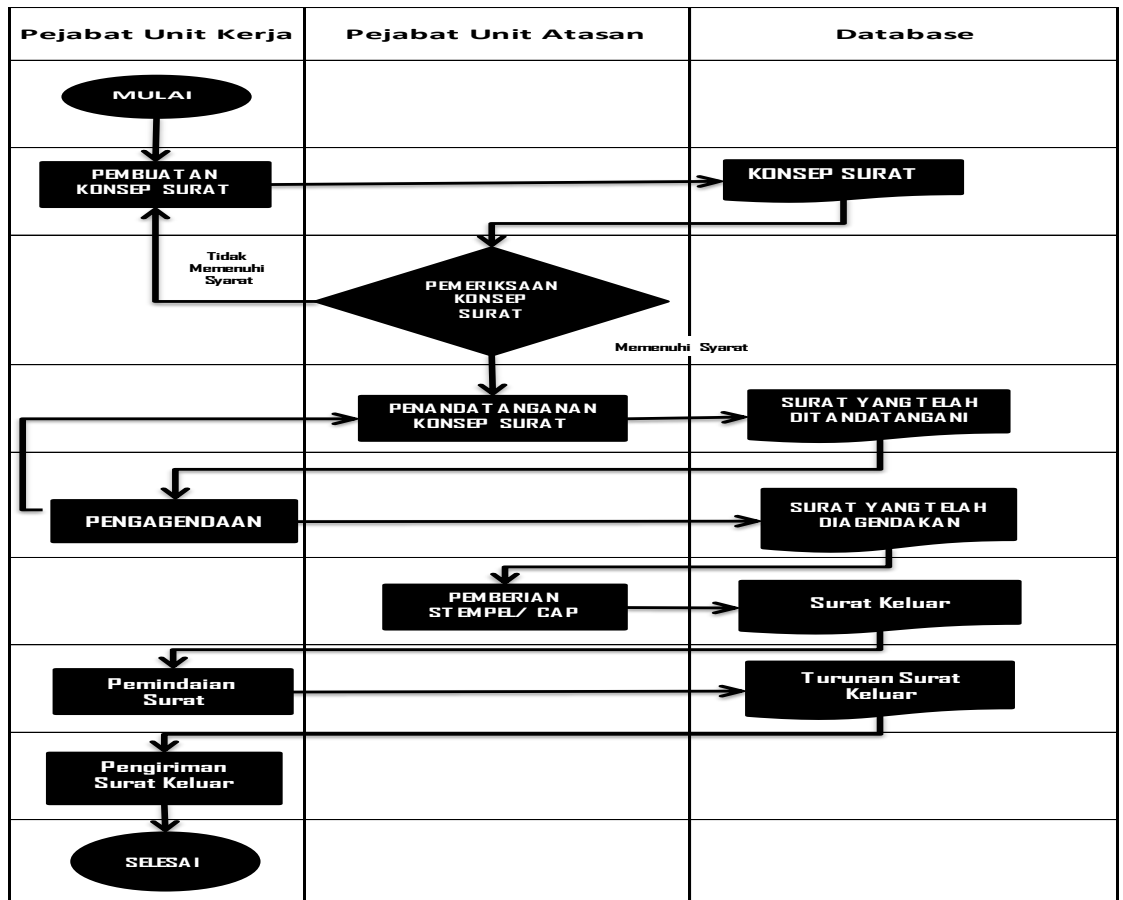 Pejabat Unit Kerja
Pejabat Unit Atasan
Database
MULAI
PEMBUATAN
KONSEP SURAT
KONSEP SURAT
Tidak
Memenuhi
Syarat
PEMERIKSAAN
KONSEP
SURAT
Memenuhi Syarat
PENANDATANGANAN
KONSEP SURAT
SURAT YANG TELAH
DITANDATANGANI
PENGAGENDAAN
SURAT YANG TELAH
DIAGENDAKAN
PEMBERIAN
STEMPEL/ CAP
Surat Keluar
Pemindaian
Surat
Turunan Surat
Keluar
Pengiriman
Surat Keluar
SELESAI